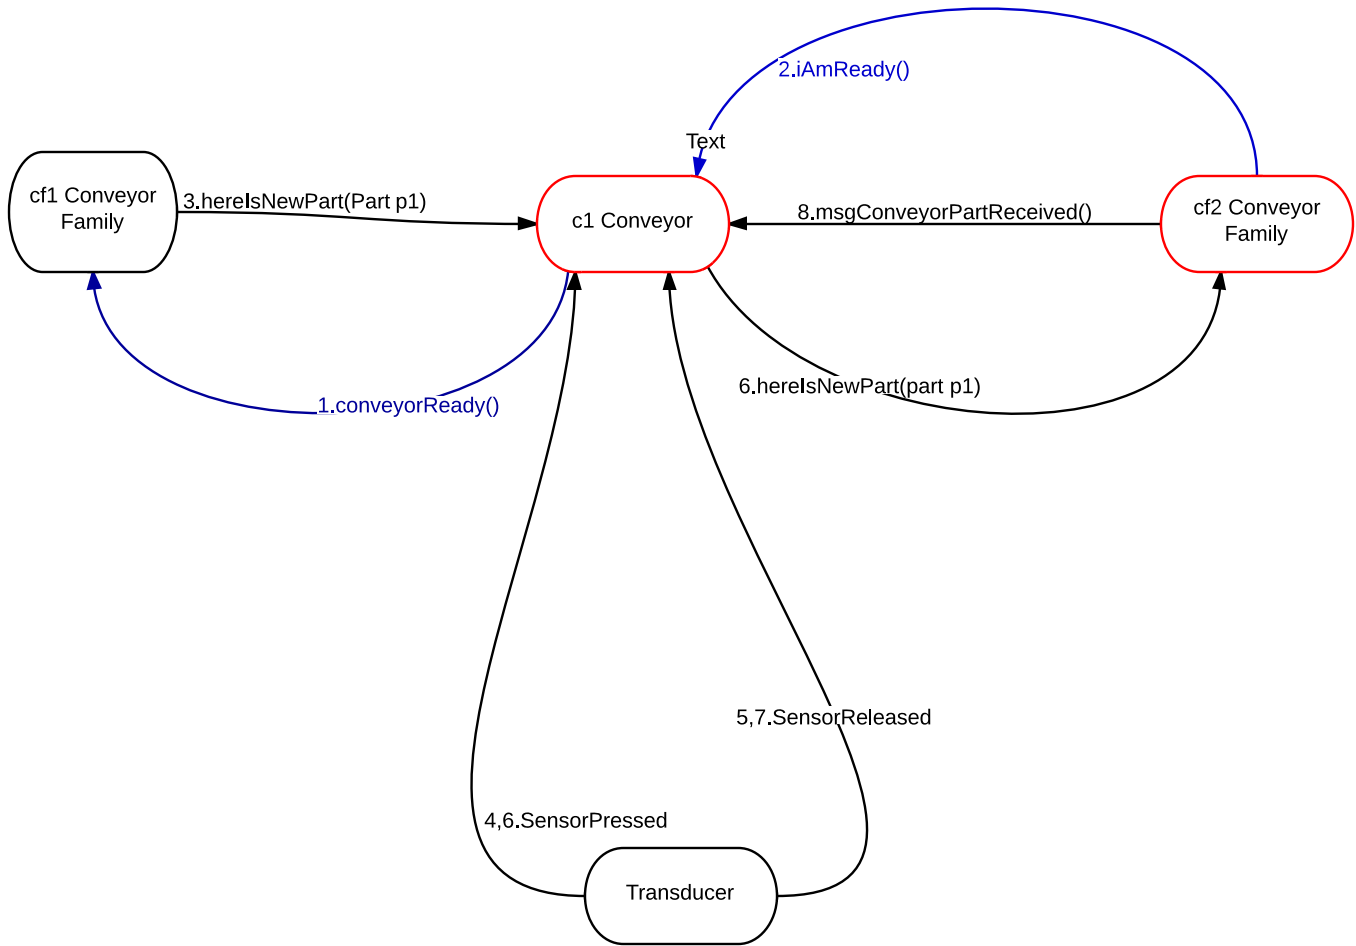 2.iAmReady()
Text
cf1 Conveyor
Family
3.hereIsNewPart(Part p1)
c1 Conveyor
8.msgConveyorPartReceived()
cf2 Conveyor
Family
1.conveyorReady()
6.hereIsNewPart(part p1)
5,7.SensorReleased
4,6.SensorPressed
Transducer